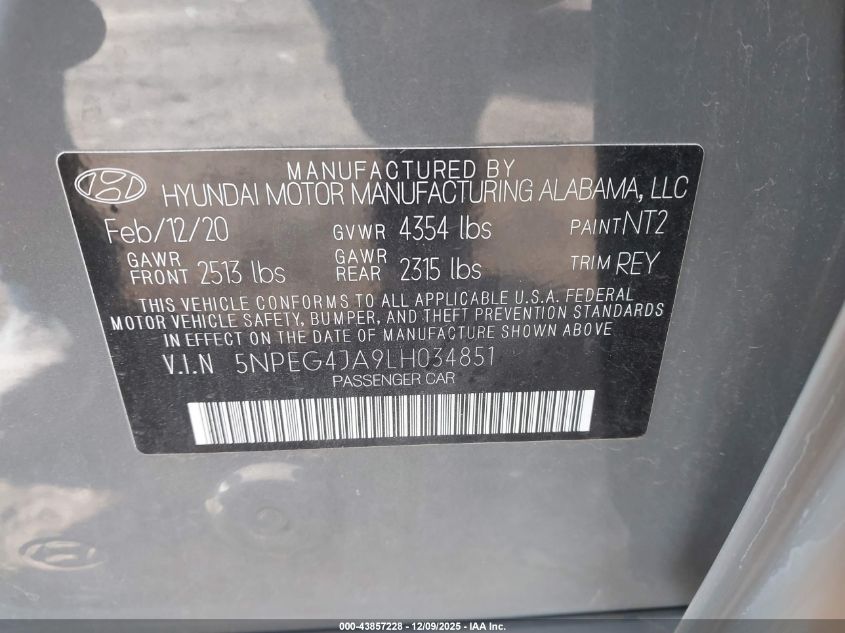 MANUFACTURED BY
HYUNDAI MOTOR MANUFACTURING ALABAMA, LLC
Feb/12/20 GVWR 4354 lbs PAINT NT2
GAWR FRONT 2513 lbs GAWR REAR 2315 lbs TRIM REY
THIS VEHICLE CONFORMS TO ALL APPLICABLE U.S.A. FEDERAL
MOTOR VEHICLE SAFETY, BUMPER, AND THEFT PREVENTION STANDARDS
IN EFFECT ON THE DATE OF MANUFACTURE SHOWN ABOVE
V.I.N 5NPEG4JA9LH034851
PASSENGER CAR
000-43857228 - 12/09/2025 - IAA Inc.